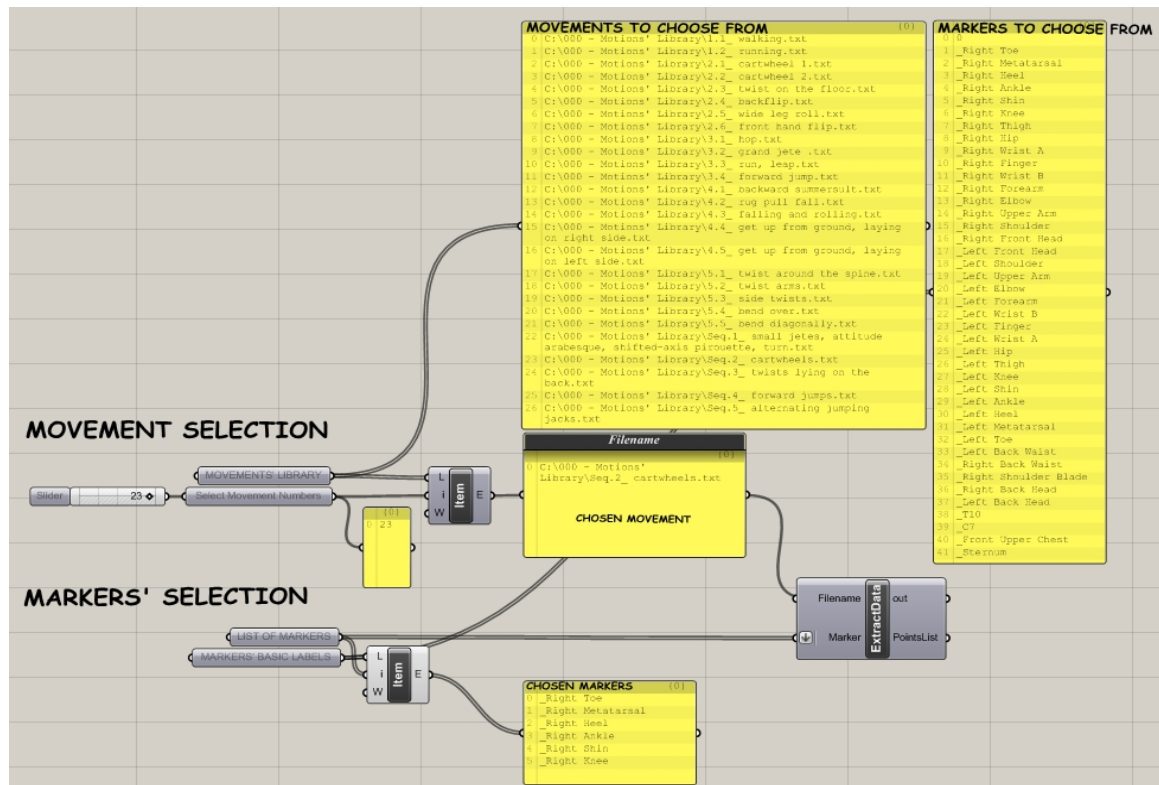 MOVEMENTS TO CHOOSE FROM {0}
0 C:\000 - Motions' Library\1.1_ walking.txt
1 C:\000 - Motions' Library\1.2_ running.txt
2 C:\000 - Motions' Library\2.1_ cartwheel 1.txt
3 C:\000 - Motions' Library\2.2_ cartwheel 2.txt
4 C:\000 - Motions' Library\2.3_ twist on the floor.txt
5 C:\000 - Motions' Library\2.4_ backflip.txt
6 C:\000 - Motions' Library\2.5_ wide leg roll.txt
7 C:\000 - Motions' Library\2.6_ front hand flip.txt
8 C:\000 - Motions' Library\3.1_ hop.txt
9 C:\000 - Motions' Library\3.2_ grand jete .txt
10 C:\000 - Motions' Library\3.3_ run, leap.txt
11 C:\000 - Motions' Library\3.4_ forward jump.txt
12 C:\000 - Motions' Library\4.1_ backward summersult.txt
13 C:\000 - Motions' Library\4.2_ rug pull fall.txt
14 C:\000 - Motions' Library\4.3_ falling and rolling.txt
15 C:\000 - Motions' Library\4.4_ get up from ground, laying
on right side.txt
16 C:\000 - Motions' Library\4.5_ get up from ground, laying
on left side.txt
17 C:\000 - Motions' Library\5.1_ twist around the spine.txt
18 C:\000 - Motions' Library\5.2_ twist arms.txt
19 C:\000 - Motions' Library\5.3_ side twists.txt
20 C:\000 - Motions' Library\5.4_ bend over.txt
21 C:\000 - Motions' Library\5.5_ bend diagonally.txt
22 C:\000 - Motions' Library\Seq.1_ small jetes, attitude
arabesque, shifted-axis pirouette, turn.txt
23 C:\000 - Motions' Library\Seq.2_ cartwheels.txt
24 C:\000 - Motions' Library\Seq.3_ twists lying on the
back.txt
25 C:\000 - Motions' Library\Seq.4_ forward jumps.txt
26 C:\000 - Motions' Library\Seq.5_ alternating jumping
jacks.txt
MARKERS TO CHOOSE FROM
0 0
1 _Right Toe
2 _Right Metatarsal
3 _Right Heel
4 _Right Ankle
5 _Right Shin
6 _Right Knee
7 _Right Thigh
8 _Right Hip
9 _Right Wrist A
10 _Right Finger
11 _Right Wrist B
12 _Right Forearm
13 _Right Elbow
14 _Right Upper Arm
15 _Right Shoulder
16 _Right Front Head
17 _Left Front Head
18 _Left Shoulder
19 _Left Upper Arm
20 _Left Elbow
21 _Left Forearm
22 _Left Wrist B
23 _Left Finger
24 _Left Wrist A
25 _Left Hip
26 _Left Thigh
27 _Left Knee
28 _Left Shin
29 _Left Ankle
30 _Left Heel
31 _Left Metatarsal
32 _Left Toe
33 _Left Back Waist
34 _Right Back Waist
35 _Right Shoulder Blade
36 _Right Back Head
37 _Left Back Head
38 _T10
39 _C7
40 _Front Upper Chest
41 _Sternum
MOVEMENT SELECTION
MOVEMENTS' LIBRARY
Slider 23
Select Movement Numbers
L
i
W
Item
E
{0}
0 23
Filename
{0}
0 C:\000 - Motions'
Library\Seq.2_ cartwheels.txt
CHOSEN MOVEMENT
MARKERS' SELECTION
LIST OF MARKERS
MARKERS' BASIC LABELS
L
i
W
Item
E
Filename
Marker
ExtractData
out
PointsList
CHOSEN MARKERS {0}
0 _Right Toe
1 _Right Metatarsal
2 _Right Heel
3 _Right Ankle
4 _Right Shin
5 _Right Knee